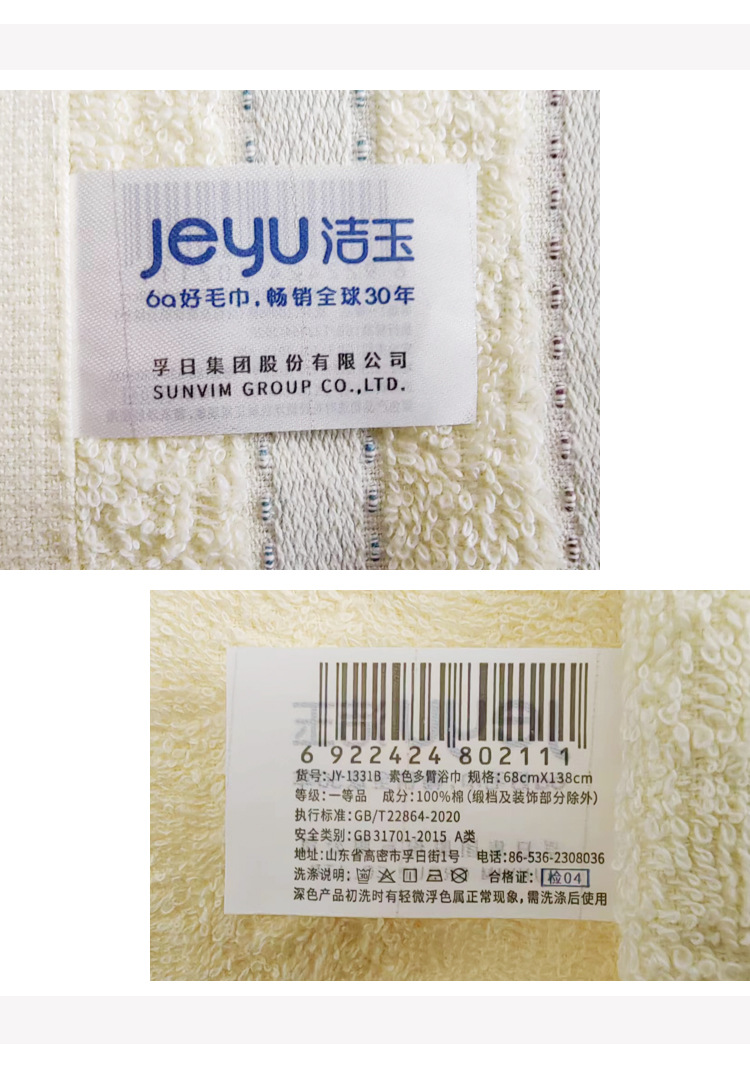 jeyu 洁玉
6a好毛巾,畅销全球30年
孚日集团股份有限公司
SUNVIM GROUP CO.,LTD.
6 922424 802111
货号:JY-1331B 素色多臂浴巾 规格:68cmX138cm
等级:一等品 成分:100%棉(缎档及装饰部分除外)
执行标准:GB/T22864-2020
安全类别:GB31701-2015 A类
地址:山东省高密市孚日街1号 电话:86-536-2308036
洗涤说明: 合格证: 检04
深色产品初洗时有轻微浮色属正常现象,需洗涤后使用